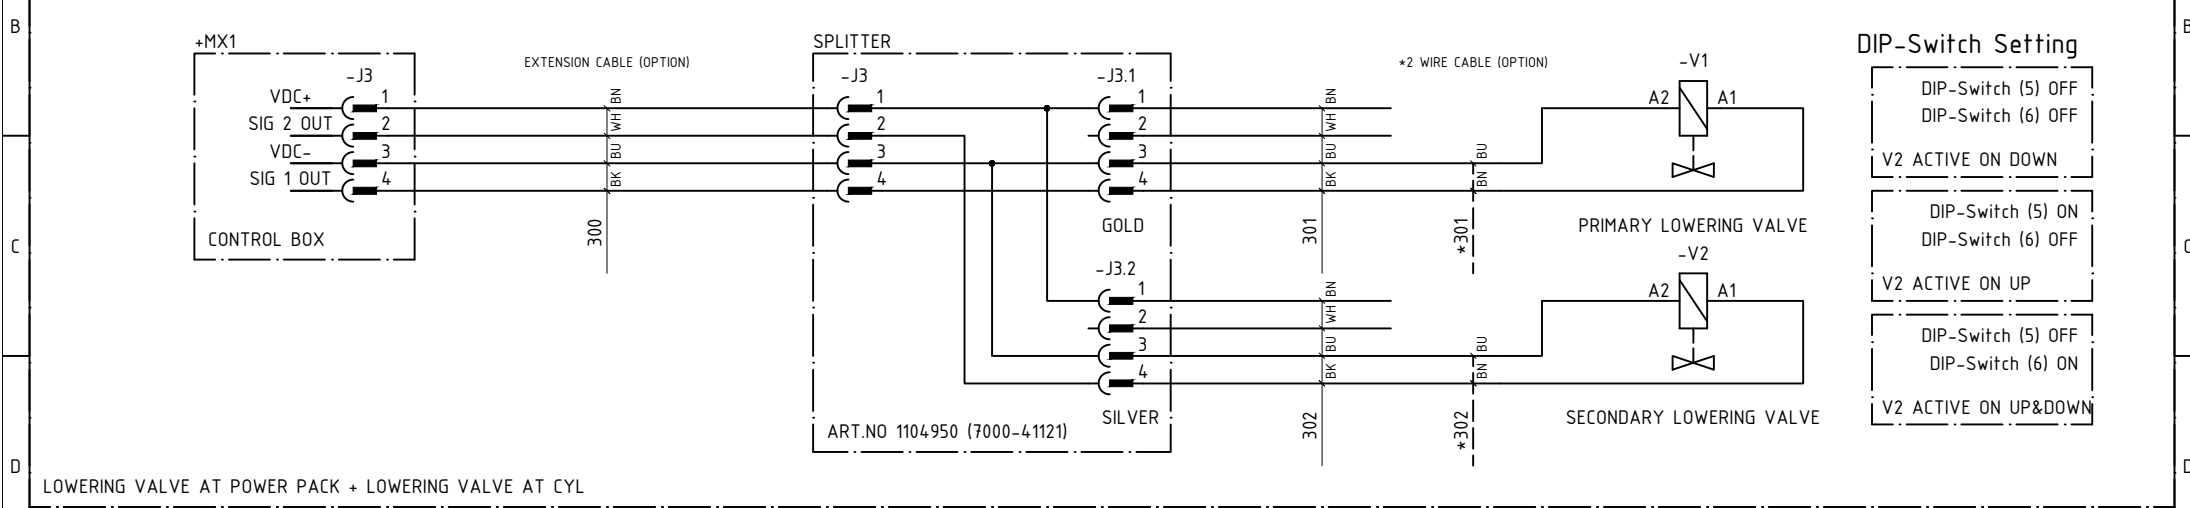 B
B
+MX1
SPLITTER
DIP-Switch Setting
EXTENSION CABLE (OPTION)
*2 WIRE CABLE (OPTION)
-V1
-J3
-J3
-J3.1
DIP-Switch (5) OFF
DIP-Switch (6) OFF
V2 ACTIVE ON DOWN
VDC+
1
BN
1
1
BN
A2
A1
SIG 2 OUT
2
WH
2
2
WH
VDC-
3
BU
3
3
BU
BU
SIG 1 OUT
4
BK
4
4
BK
BN
DIP-Switch (5) ON
DIP-Switch (6) OFF
V2 ACTIVE ON UP
C
CONTROL BOX
300
GOLD
301
*301
PRIMARY LOWERING VALVE
C
-J3.2
-V2
1
BN
A2
A1
2
WH
3
BU
BU
4
BK
BN
DIP-Switch (5) OFF
DIP-Switch (6) ON
V2 ACTIVE ON UP&DOWN
SILVER
302
*302
SECONDARY LOWERING VALVE
ART.NO 1104950 (7000-41121)
D
D
LOWERING VALVE AT POWER PACK + LOWERING VALVE AT CYL